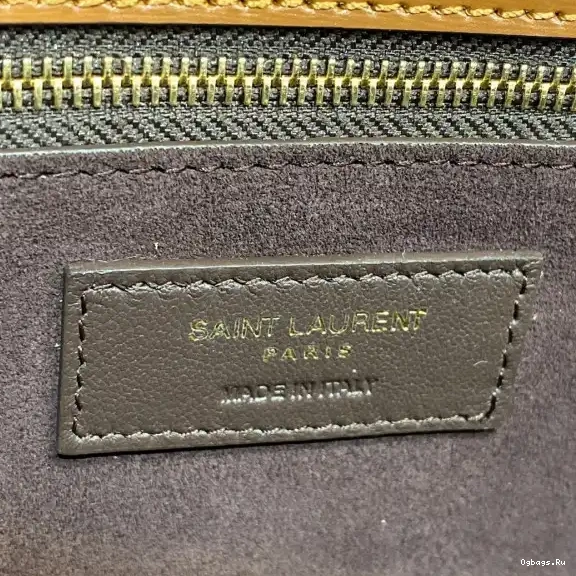 SAINT LAURENT
PARIS
MADE IN ITALY
Ogbags.Ru